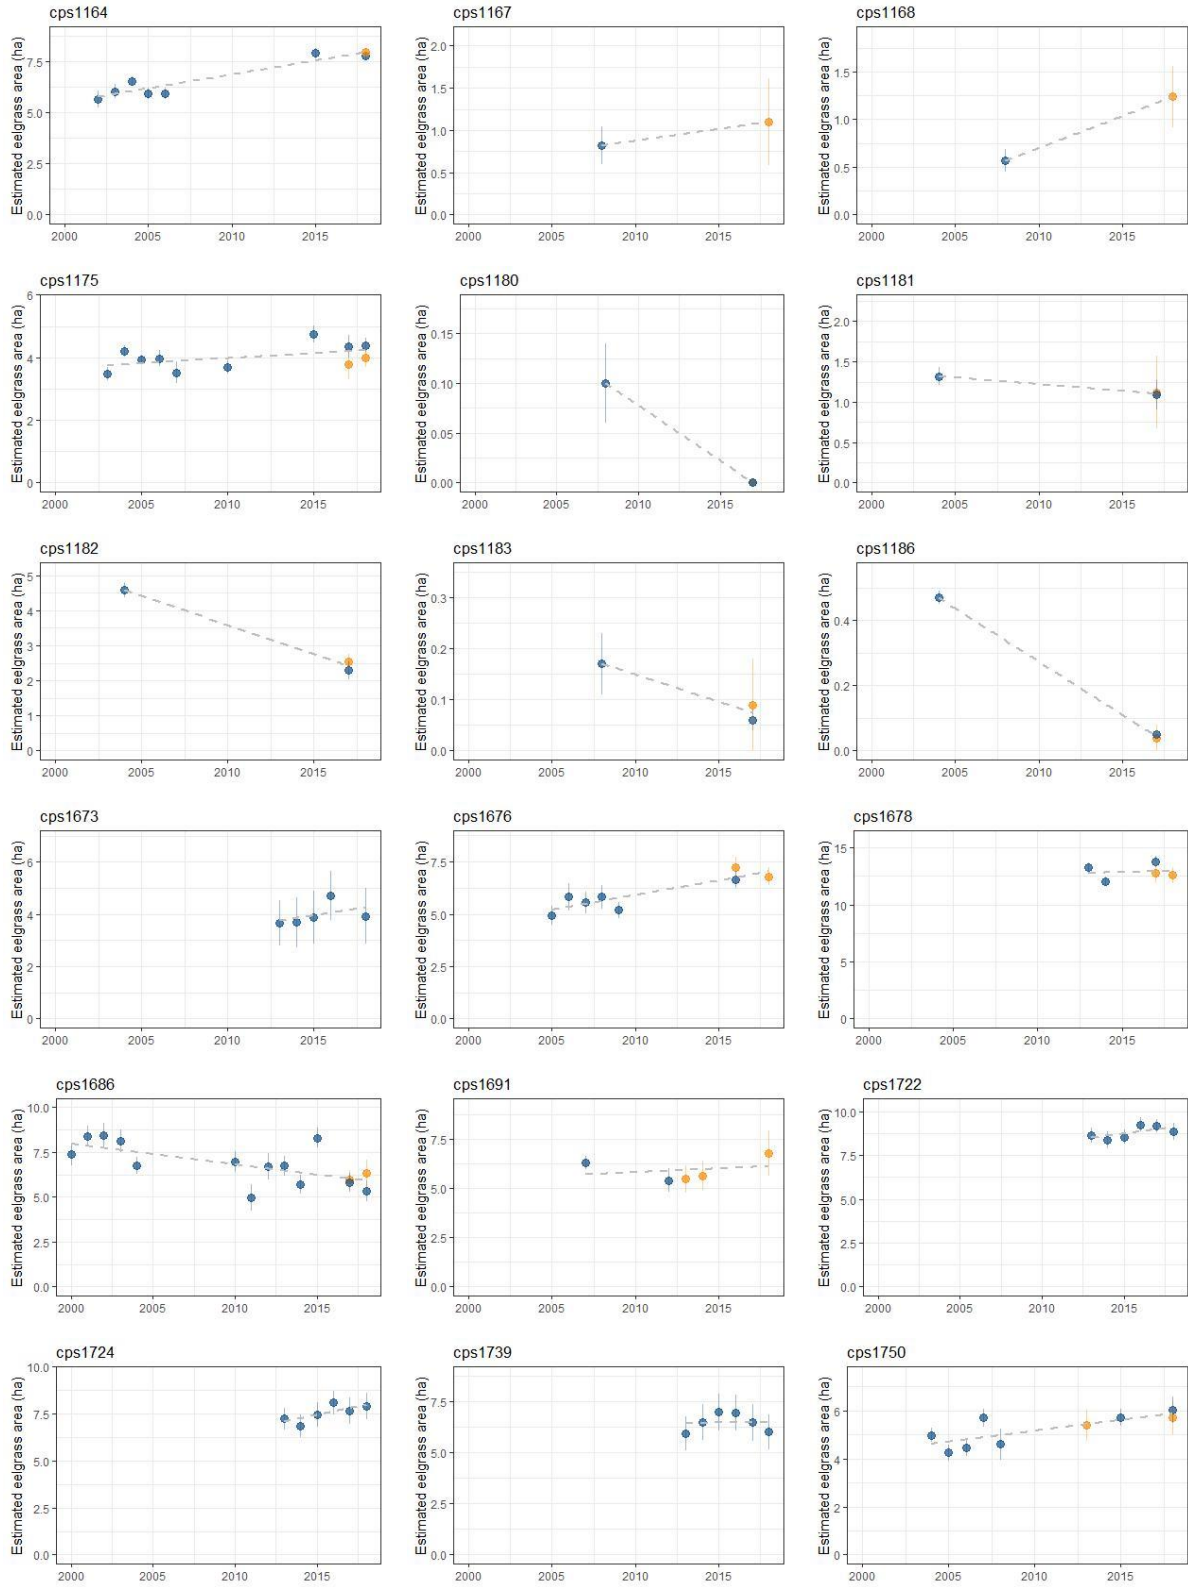 cps1164 cps1167 cps1168
Estimated eelgrass area (ha) Estimated eelgrass area (ha) Estimated eelgrass area (ha)
7.5 2.0 1.5
5.0 1.5 1.0
2.5 1.0 0.5
0.0 0.5 0.0
0.0
2000 2005 2010 2015 2000 2005 2010 2015 2000 2005 2010 2015
cps1175 cps1180 cps1181
Estimated eelgrass area (ha) Estimated eelgrass area (ha) Estimated eelgrass area (ha)
6 0.15 2.0
4 0.10 1.5
2 0.05 1.0
0 0.00 0.5
0.0
2000 2005 2010 2015 2000 2005 2010 2015 2000 2005 2010 2015
cps1182 cps1183 cps1186
Estimated eelgrass area (ha) Estimated eelgrass area (ha) Estimated eelgrass area (ha)
5 0.3 0.4
4 0.2 0.2
3 0.1 0.0
2 0.0
1
0
2000 2005 2010 2015 2000 2005 2010 2015 2000 2005 2010 2015
cps1673 cps1676 cps1678
Estimated eelgrass area (ha) Estimated eelgrass area (ha) Estimated eelgrass area (ha)
6 7.5 15
4 5.0 10
2 2.5 5
0 0.0 0
2000 2005 2010 2015 2000 2005 2010 2015 2000 2005 2010 2015
cps1686 cps1691 cps1722
Estimated eelgrass area (ha) Estimated eelgrass area (ha) Estimated eelgrass area (ha)
10.0 7.5 10.0
7.5 5.0 7.5
5.0 2.5 5.0
2.5 0.0 2.5
0.0 0.0
2000 2005 2010 2015 2000 2005 2010 2015 2000 2005 2010 2015
cps1724 cps1739 cps1750
Estimated eelgrass area (ha) Estimated eelgrass area (ha) Estimated eelgrass area (ha)
10.0 7.5 6
7.5 5.0 4
5.0 2.5 2
2.5 0.0 0
0.0
2000 2005 2010 2015 2000 2005 2010 2015 2000 2005 2010 2015